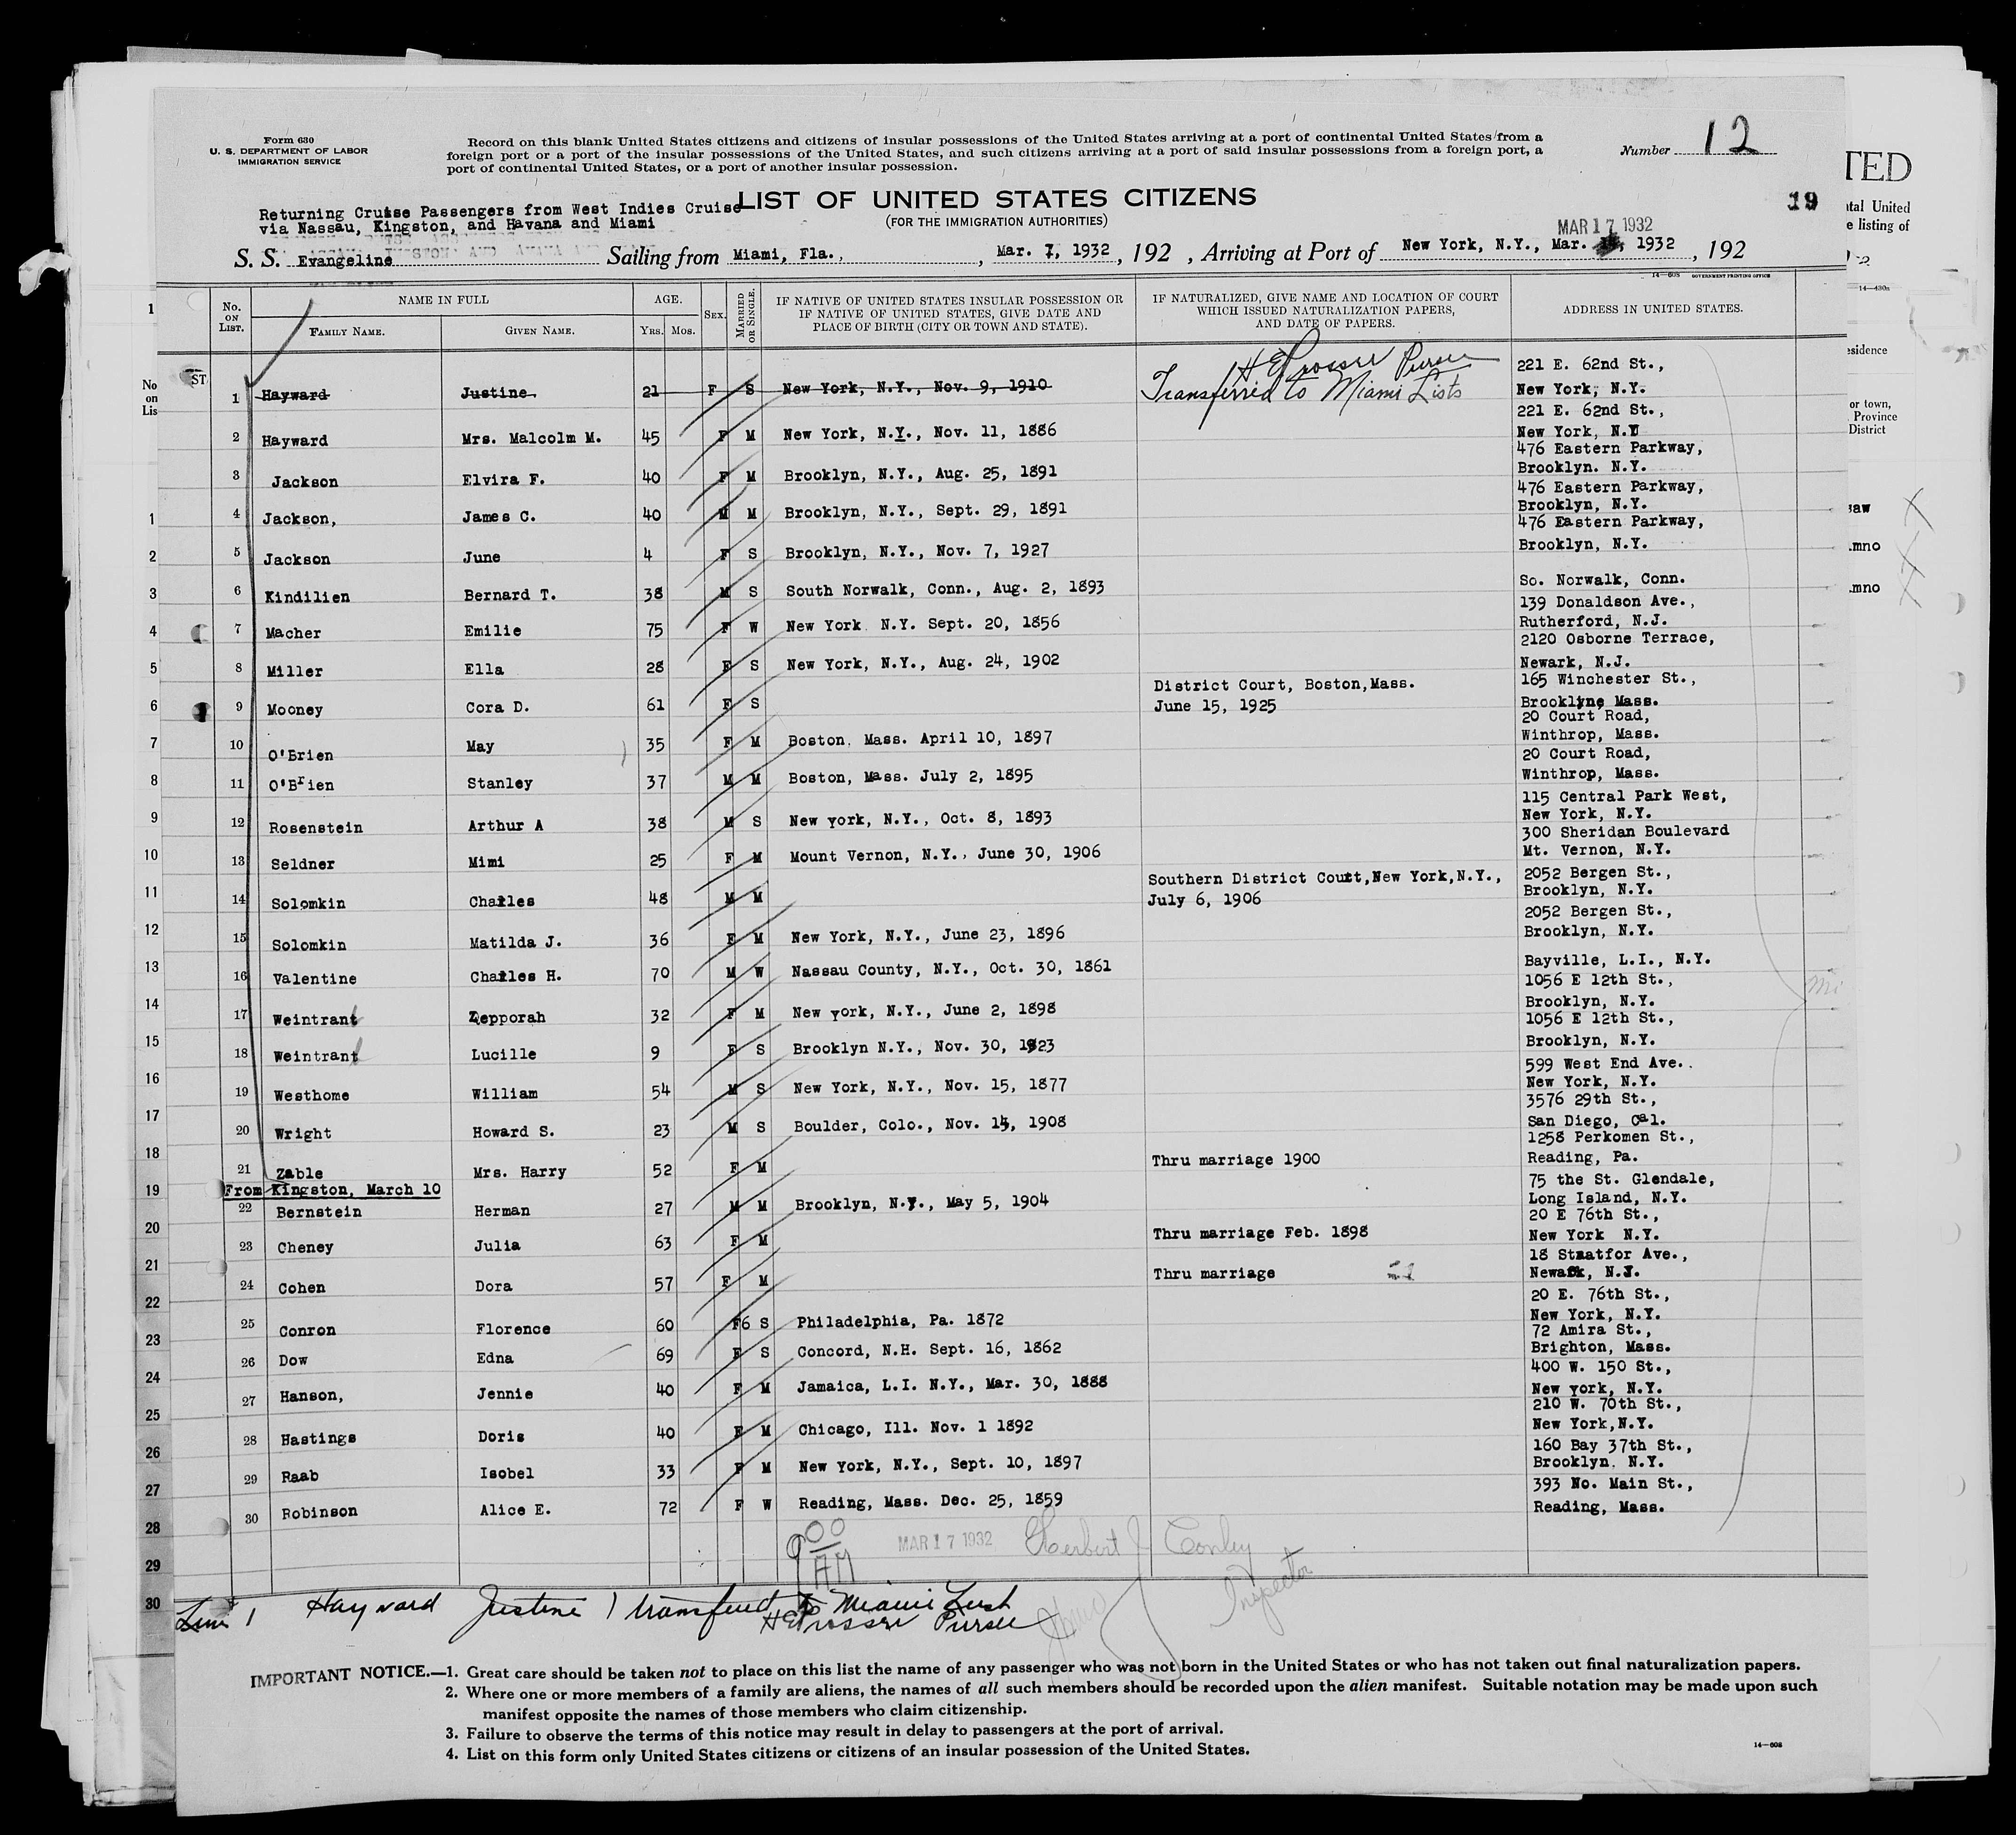 Form 630
U. S. DEPARTMENT OF LABOR
IMMIGRATION SERVICE
Record on this blank United States citizens and citizens of insular possessions of the United States arriving at a port of continental United States from a
foreign port or a port of the insular possessions of the United States, and such citizens arriving at a port of said insular possessions from a foreign port, a
port of continental United States, or a port of another insular possession.
Number 12
19
LIST OF UNITED STATES CITIZENS
(FOR THE IMMIGRATION AUTHORITIES)
Returning Cruise Passengers from West Indies Cruise
via Nassau, Kingston, and Havana and Miami
MAR 17 1932
S. S. Evangeline Sailing from Miami, Fla., , Mar. 7, 1932 , 192 , Arriving at Port of New York, N.Y., Mar. , 1932 , 192
14-608 GOVERNMENT PRINTING OFFICE
No. ON LIST. NAME IN FULL FAMILY NAME. GIVEN NAME. AGE. Yrs. Mos. SEX. MARRIED OR SINGLE. IF NATIVE OF UNITED STATES INSULAR POSSESSION OR IF NATIVE OF UNITED STATES, GIVE DATE AND PLACE OF BIRTH (CITY OR TOWN AND STATE). IF NATURALIZED, GIVE NAME AND LOCATION OF COURT WHICH ISSUED NATURALIZATION PAPERS, AND DATE OF PAPERS. ADDRESS IN UNITED STATES.
1 Hayward Justine 21 F S New York, N.Y., Nov. 9, 1910 H E Prosser Purser Transferred to Miami Lists 221 E. 62nd St., New York, N.Y.
2 Hayward Mrs. Malcolm M. 45 F M New York, N.Y., Nov. 11, 1886 221 E. 62nd St., New York, N.Y
3 Jackson Elvira F. 40 F M Brooklyn, N.Y., Aug. 25, 1891 476 Eastern Parkway, Brooklyn. N.Y.
4 Jackson, James C. 40 M M Brooklyn, N.Y., Sept. 29, 1891 476 Eastern Parkway, Brooklyn, N.Y.
5 Jackson June 4 F S Brooklyn, N.Y., Nov. 7, 1927 476 Eastern Parkway, Brooklyn, N.Y.
6 Kindilien Bernard T. 38 M S South Norwalk, Conn., Aug. 2, 1893 So. Norwalk, Conn.
7 Macher Emilie 75 F W New York N.Y. Sept. 20, 1856 139 Donaldson Ave., Rutherford, N.J.
8 Miller Ella 28 F S New York, N.Y., Aug. 24, 1902 2120 Osborne Terrace, Newark, N.J.
9 Mooney Cora D. 61 F S District Court, Boston,Mass. June 15, 1925 165 Winchester St., Brooklyne Mass.
10 O'Brien May 35 F M Boston, Mass. April 10, 1897 20 Court Road, Winthrop, Mass.
11 O'Brien Stanley 37 M M Boston, Mass. July 2, 1895 20 Court Road, Winthrop, Mass.
12 Rosenstein Arthur A 38 M S New York, N.Y., Oct. 8, 1893 115 Central Park West, New York, N.Y.
13 Seldner Mimi 25 F M Mount Vernon, N.Y., June 30, 1906 300 Sheridan Boulevard Mt. Vernon, N.Y.
14 Solomkin Charles 48 M M Southern District Court,New York,N.Y., July 6, 1906 2052 Bergen St., Brooklyn, N.Y.
15 Solomkin Matilda J. 36 F M New York, N.Y., June 23, 1896 2052 Bergen St., Brooklyn, N.Y.
16 Valentine Charles H. 70 M W Nassau County, N.Y., Oct. 30, 1861 Bayville, L.I., N.Y.
17 Weintrant Zepporah 32 F M New York, N.Y., June 2, 1898 1056 E 12th St., Brooklyn, N.Y.
18 Weintrant Lucille 9 F S Brooklyn N.Y., Nov. 30, 1923 1056 E 12th St., Brooklyn, N.Y.
19 Westhome William 54 M S New York, N.Y., Nov. 15, 1877 599 West End Ave.. New York, N.Y.
20 Wright Howard S. 23 M S Boulder, Colo., Nov. 15, 1908 3576 29th St., San Diego, Cal.
21 Zable Mrs. Harry 52 F M Thru marriage 1900 1258 Perkomen St., Reading, Pa.
From Kingston, March 10
22 Bernstein Herman 27 M M Brooklyn, N.Y., May 5, 1904 75 the St. Glendale, Long Island, N.Y.
23 Cheney Julia 63 F M Thru marriage Feb. 1898 20 E 76th St., New York N.Y.
24 Cohen Dora 57 F M Thru marriage 18 Staatfor Ave., Newark, N.J.
25 Conron Florence 60 F6 S Philadelphia, Pa. 1872 20 E. 76th St., New York, N.Y.
26 Dow Edna 69 F S Concord, N.H. Sept. 16, 1862 72 Amira St., Brighton, Mass.
27 Hanson, Jennie 40 F M Jamaica, L.I. N.Y., Mar. 30, 1888 400 W. 150 St., New York, N.Y.
28 Hastings Doris 40 F M Chicago, Ill. Nov. 1 1892 210 W. 70th St., New York,N.Y.
29 Raab Isobel 33 F M New York, N.Y., Sept. 10, 1897 160 Bay 37th St., Brooklyn. N.Y.
30 Robinson Alice E. 72 F W Reading, Mass. Dec. 25, 1859 393 No. Main St., Reading, Mass.
9 00 AM MAR 17 1932 Herbert J Conley Inspector
Line 1 Hayward Justine 1 transferred to Miami List
H E Prosser Purser
IMPORTANT NOTICE.—1. Great care should be taken not to place on this list the name of any passenger who was not born in the United States or who has not taken out final naturalization papers.
2. Where one or more members of a family are aliens, the names of all such members should be recorded upon the alien manifest. Suitable notation may be made upon such
manifest opposite the names of those members who claim citizenship.
3. Failure to observe the terms of this notice may result in delay to passengers at the port of arrival.
4. List on this form only United States citizens or citizens of an insular possession of the United States.
14-608